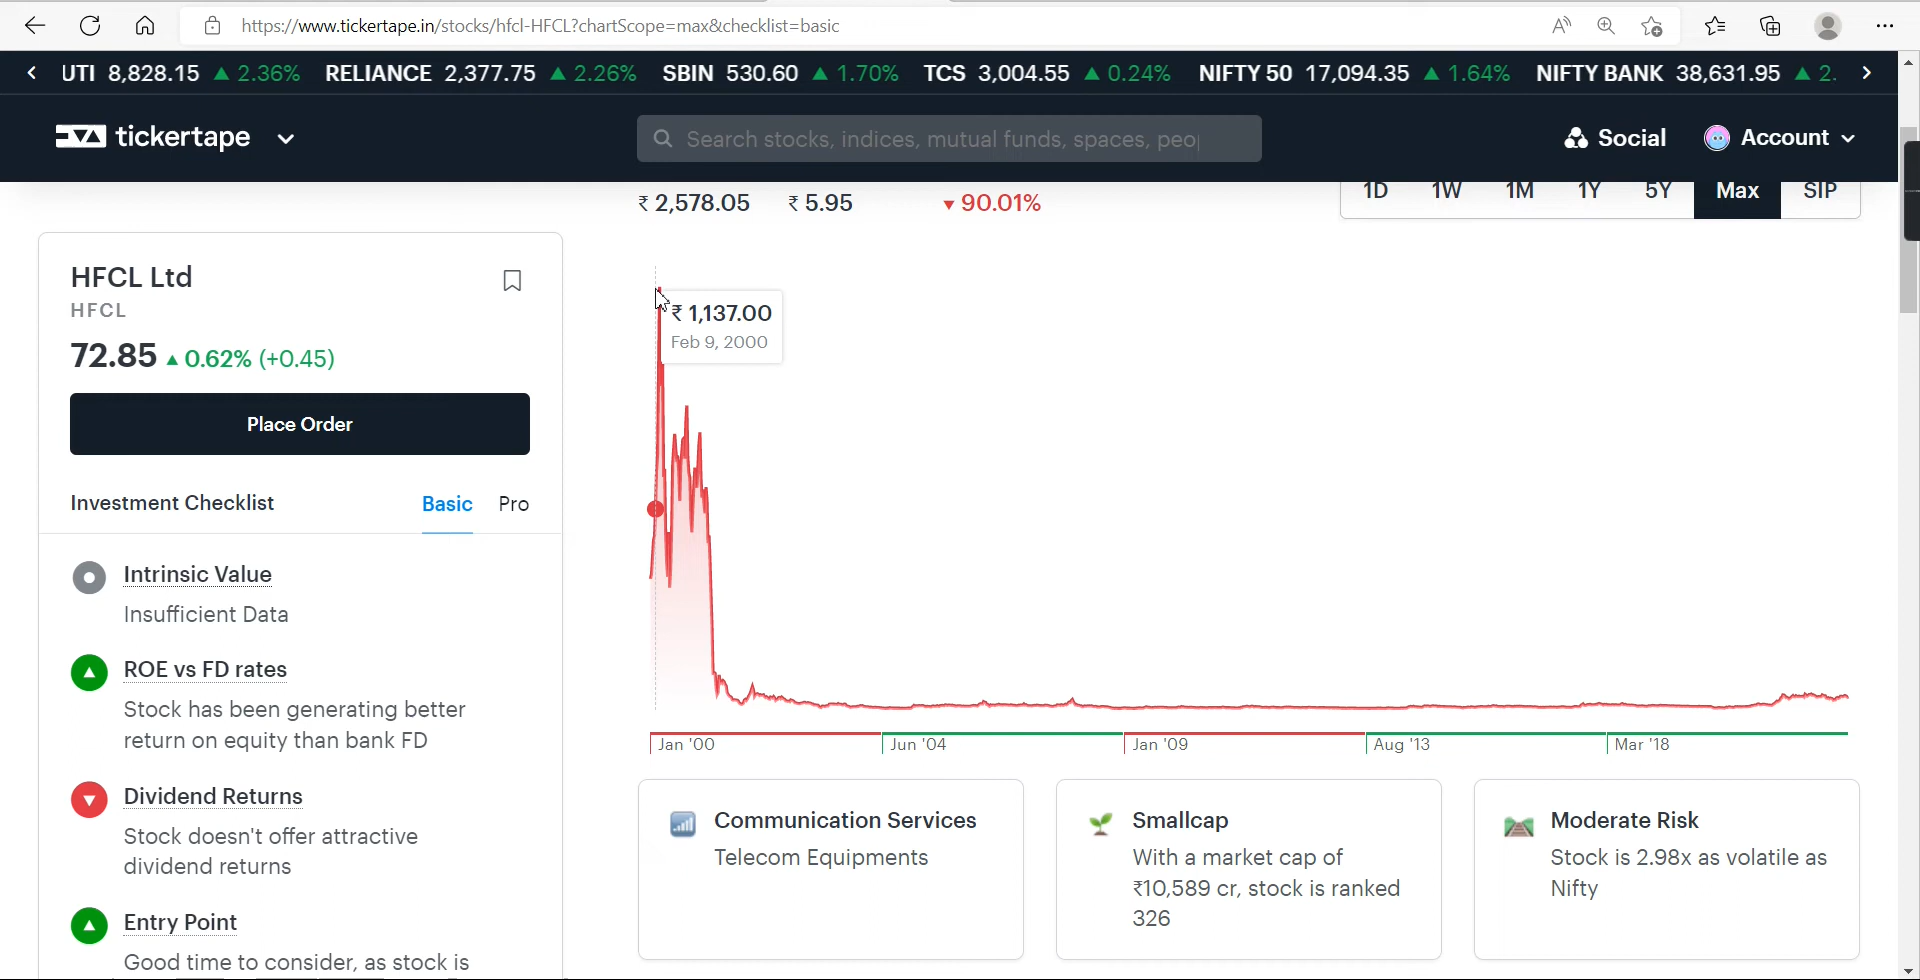 https://www.tickertape.in/stocks/hfcl-HFCL?chartScope=max&checklist=basic
UTI 8,828.15 ▲ 2.36% RELIANCE 2,377.75 ▲ 2.26% SBIN 530.60 ▲ 1.70% TCS 3,004.55 ▲ 0.24% NIFTY 50 17,094.35 ▲ 1.64% NIFTY BANK 38,631.95 ▲ 2.
tickertape
Search stocks, indices, mutual funds, spaces, peo
Social
Account
₹ 2,578.05 ₹ 5.95 ▼ 90.01%
1D 1W 1M 1Y 5Y Max SIP
HFCL Ltd
HFCL
72.85 ▲ 0.62% (+0.45)
Place Order
Investment Checklist Basic Pro
Intrinsic Value
Insufficient Data
ROE vs FD rates
Stock has been generating better
return on equity than bank FD
Dividend Returns
Stock doesn't offer attractive
dividend returns
Entry Point
Good time to consider, as stock is
₹ 1,137.00
Feb 9, 2000
Jan '00 Jun '04 Jan '09 Aug '13 Mar '18
Communication Services
Telecom Equipments
Smallcap
With a market cap of
₹10,589 cr, stock is ranked
326
Moderate Risk
Stock is 2.98x as volatile as
Nifty